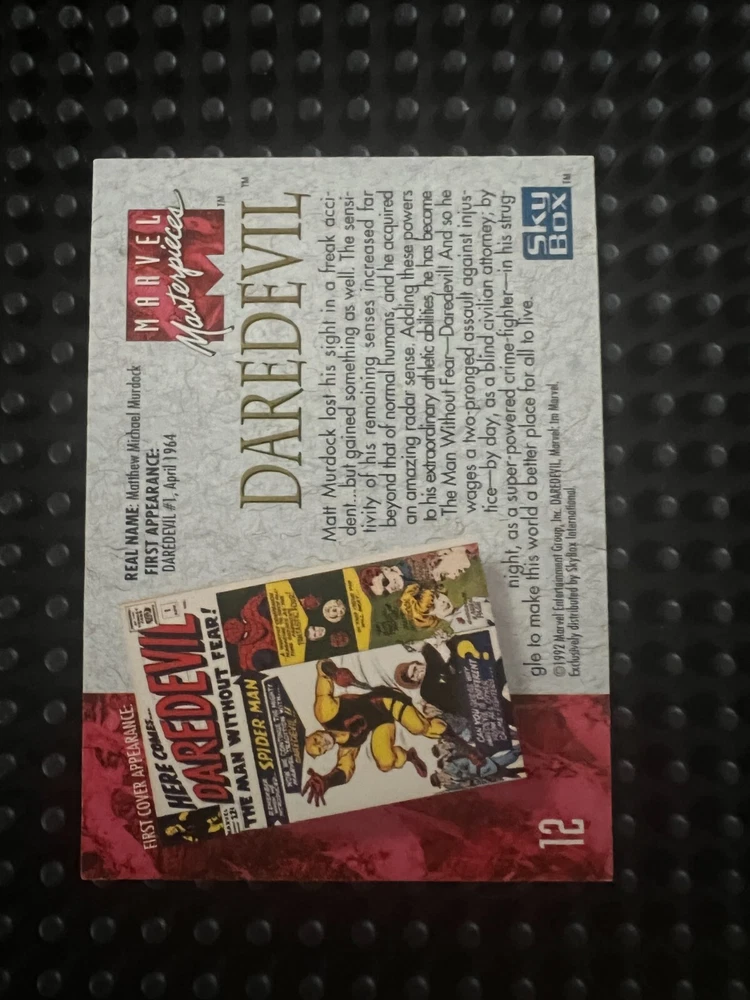 FIRST COVER APPEARANCE:
HERE COMES...
DAREDEVIL
THE MAN WITHOUT FEAR!
SPIDER-MAN
REAL NAME: Matthew Michael Murdock
FIRST APPEARANCE:
DAREDEVIL #1, April 1964
MARVEL
Masterpieces™
DAREDEVIL™
Matt Murdock lost his sight in a freak acci-
dent...but gained something as well. The sensi-
tivity of his remaining senses increased far
beyond that of normal humans, and he acquired
an amazing radar sense. Adding these powers
to his extraordinary athletic abilities, he has become
The Man Without Fear—Daredevil! And so he
wages a two-pronged assault against injus-
tice—by day, as a blind civilian attorney; by
night, as a super-powered crime-fighter—in his strug-
gle to make this world a better place for all to live.
©1992 Marvel Entertainment Group, Inc. DAREDEVIL, Marvel: tm Marvel.
Exclusively distributed by SkyBox International.
12
SkyBox™